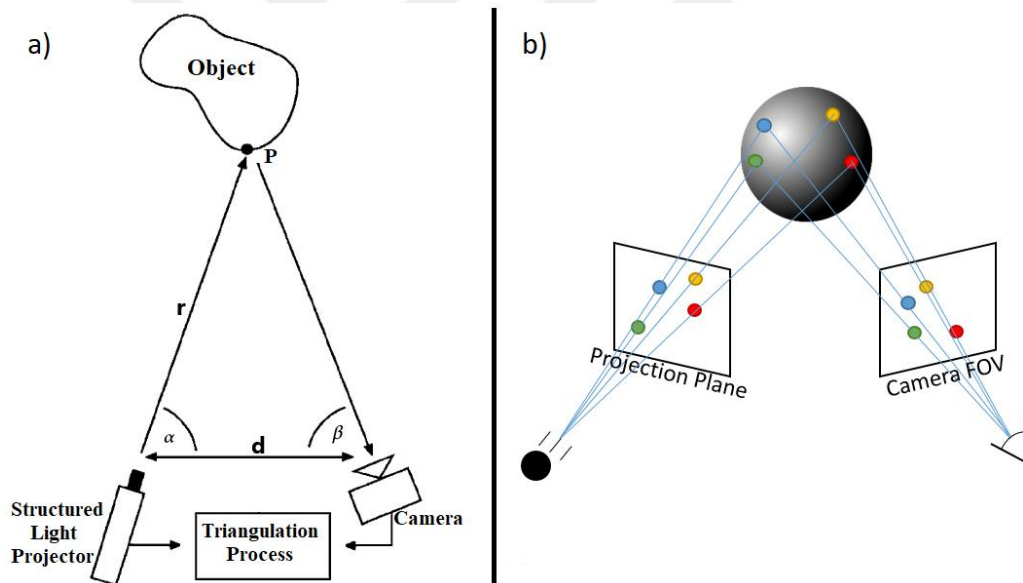 a)
Object
P
r
α
β
d
Structured
Light
Projector
Triangulation
Process
Camera
b)
Projection Plane
Camera FOV